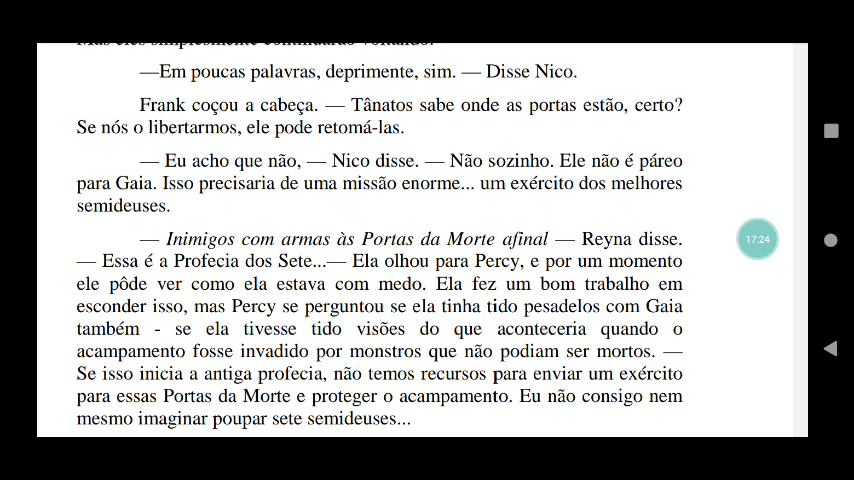 Mas eles simplesmente continuarão voltando.
—Em poucas palavras, deprimente, sim. — Disse Nico.
Frank coçou a cabeça. — Tânatos sabe onde as portas estão, certo?
Se nós o libertarmos, ele pode retomá-las.
— Eu acho que não, — Nico disse. — Não sozinho. Ele não é páreo
para Gaia. Isso precisaria de uma missão enorme... um exército dos melhores
semideuses.
— Inimigos com armas às Portas da Morte afinal — Reyna disse.
— Essa é a Profecia dos Sete...— Ela olhou para Percy, e por um momento
ele pôde ver como ela estava com medo. Ela fez um bom trabalho em
esconder isso, mas Percy se perguntou se ela tinha tido pesadelos com Gaia
também - se ela tivesse tido visões do que aconteceria quando o
acampamento fosse invadido por monstros que não podiam ser mortos. —
Se isso inicia a antiga profecia, não temos recursos para enviar um exército
para essas Portas da Morte e proteger o acampamento. Eu não consigo nem
mesmo imaginar poupar sete semideuses...
17:24